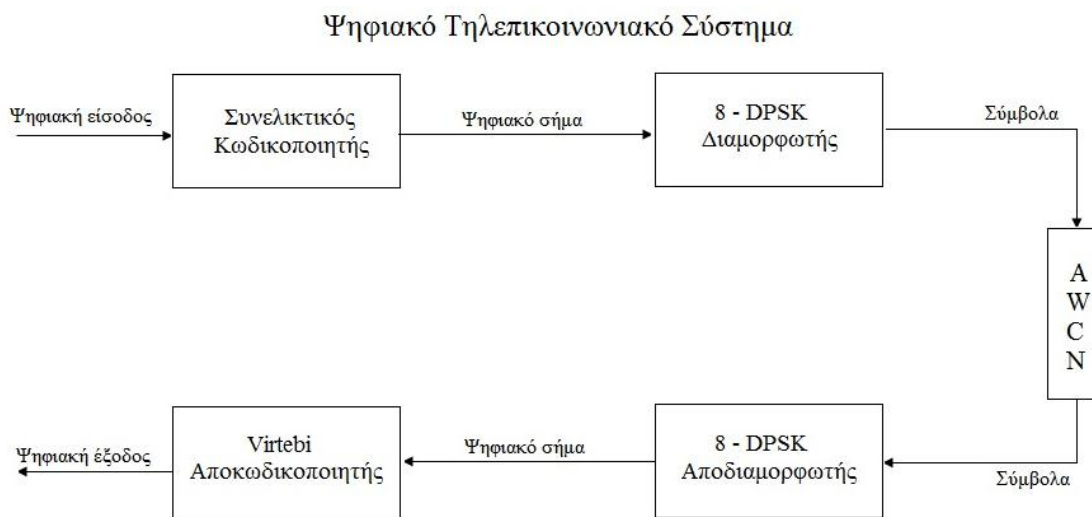 Ψηφιακό Τηλεπικοινωνιακό Σύστημα
Ψηφιακή είσοδος
Συνελικτικός
Κωδικοποιητής
Ψηφιακό σήμα
8 - DPSK
Διαμορφωτής
Σύμβολα
A
W
C
N
Σύμβολα
8 - DPSK
Αποδιαμορφωτής
Ψηφιακό σήμα
Virtebi
Αποκωδικοποιητής
Ψηφιακή έξοδος